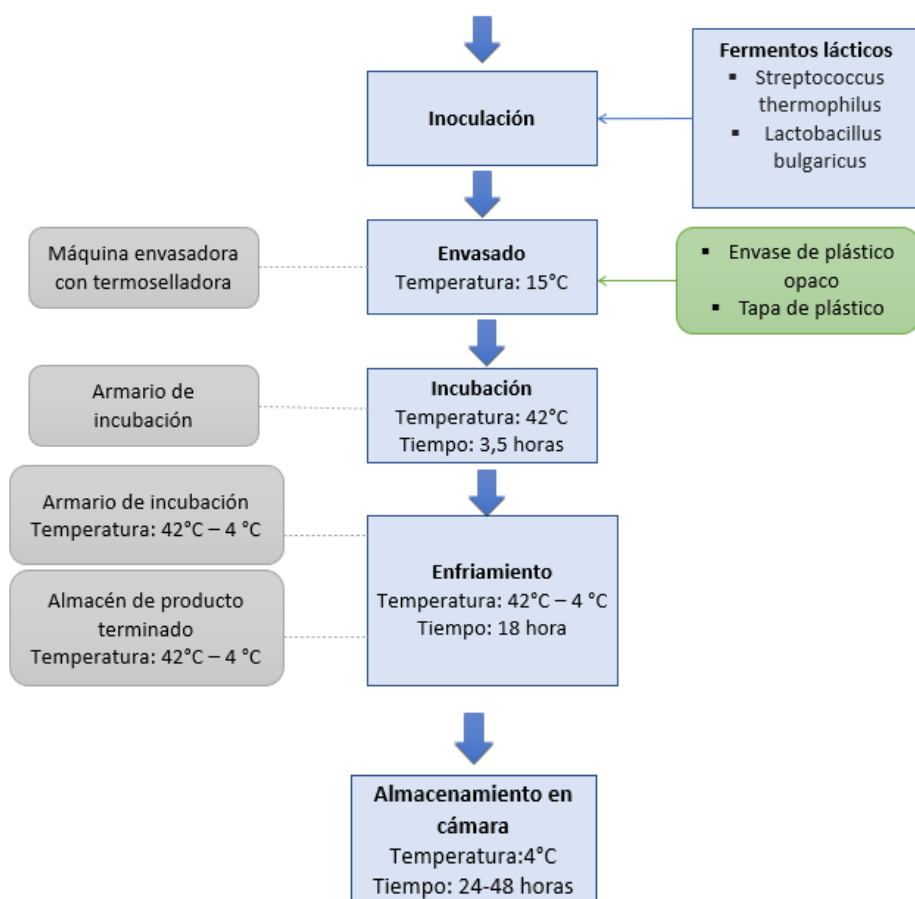 Fermentos lácticos
▪ Streptococcus
thermophilus
▪ Lactobacillus
bulgaricus
Inoculación
Máquina envasadora
con termoselladora
Envasado
Temperatura: 15°C
▪ Envase de plástico
opaco
▪ Tapa de plástico
Armario de
incubación
Incubación
Temperatura: 42°C
Tiempo: 3,5 horas
Armario de incubación
Temperatura: 42°C – 4 °C
Almacén de producto
terminado
Temperatura: 42°C – 4 °C
Enfriamiento
Temperatura: 42°C – 4 °C
Tiempo: 18 hora
Almacenamiento en
cámara
Temperatura:4°C
Tiempo: 24-48 horas